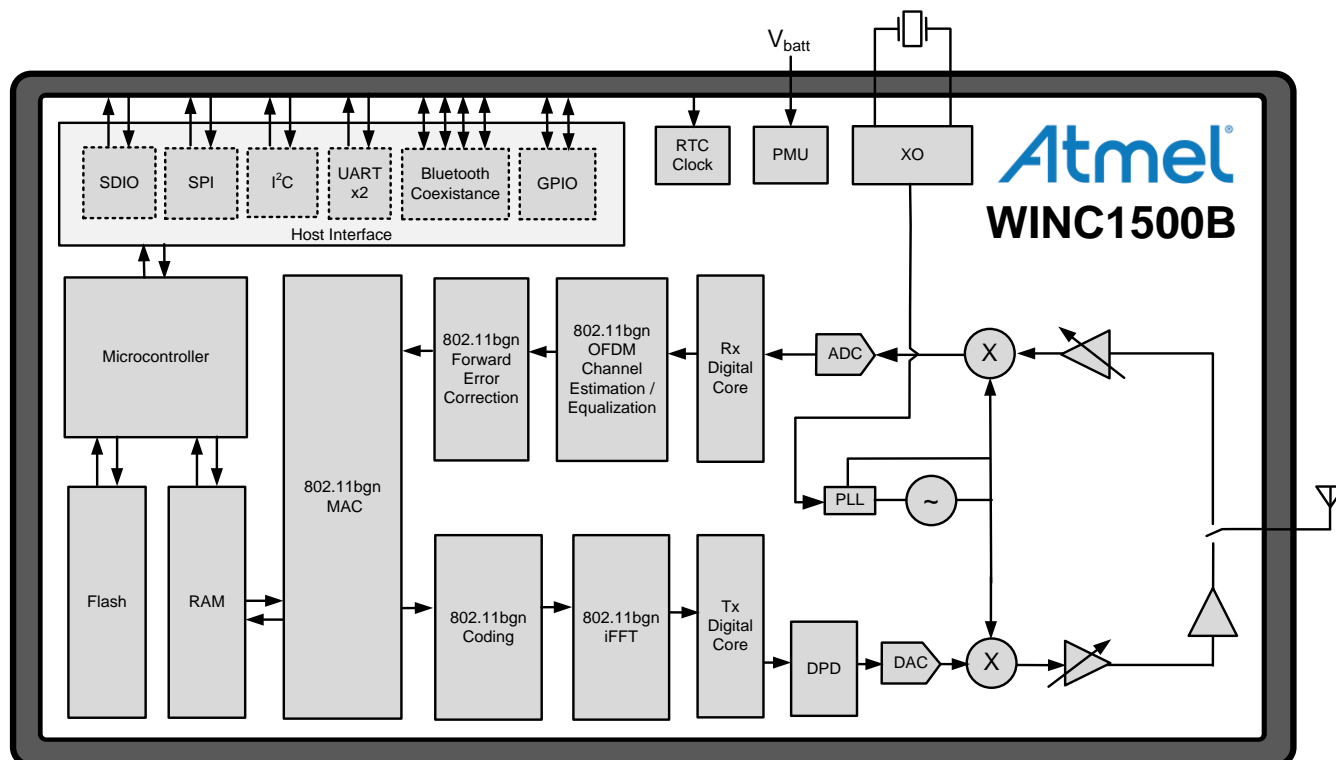 V_batt
SDIO
SPI
I²C
UART
x2
Bluetooth
Coexistance
GPIO
Host Interface
RTC
Clock
PMU
XO
Atmel®
WINC1500B
Microcontroller
802.11bgn
MAC
802.11bgn
Forward
Error
Correction
802.11bgn
OFDM
Channel
Estimation /
Equalization
Rx
Digital
Core
ADC
X
PLL
~
Flash
RAM
802.11bgn
Coding
802.11bgn
iFFT
Tx
Digital
Core
DPD
DAC
X